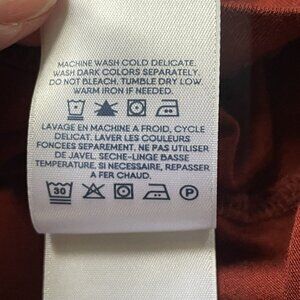 MACHINE WASH COLD DELICATE.
WASH DARK COLORS SEPARATELY.
DO NOT BLEACH. TUMBLE DRY LOW
WARM IRON IF NEEDED.
LAVAGE EN MACHINE A FROID, CYCLE
DELICAT. LAVER LES COULEURS
FONCEES SEPAREMENT. NE PAS UTILISER
DE JAVEL. SECHE-LINGE BASSE
TEMPERATURE. SI NECESSAIRE, REPASSER
A FER CHAUD.
30 P